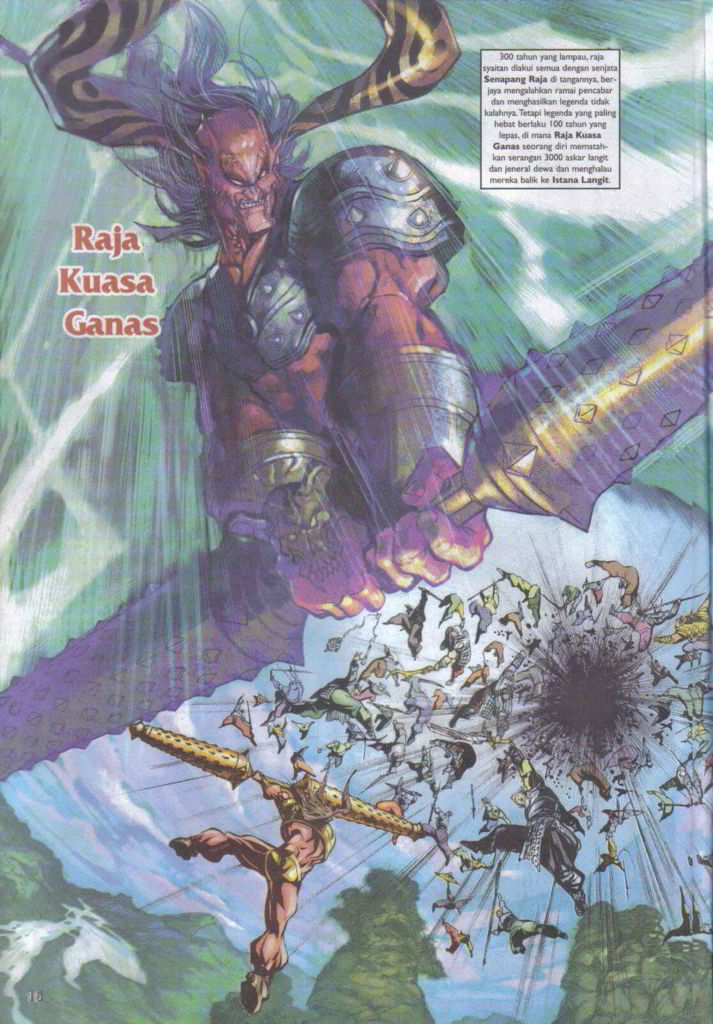 300 tahun yang lampau, raja
syaitan diakui semua dengan senjata
Senapang Raja di tangannya, ber-
jaya mengalahkan ramai pencabar
dan menghasilkan legenda tidak
kalahnya. Tetapi legenda yang paling
hebat berlaku 100 tahun yang
lepas, di mana Raja Kuasa
Ganas seorang diri mematah-
kan serangan 3000 askar langit
dan jeneral dewa dan menghalau
mereka balik ke Istana Langit.
Raja
Kuasa
Ganas
16